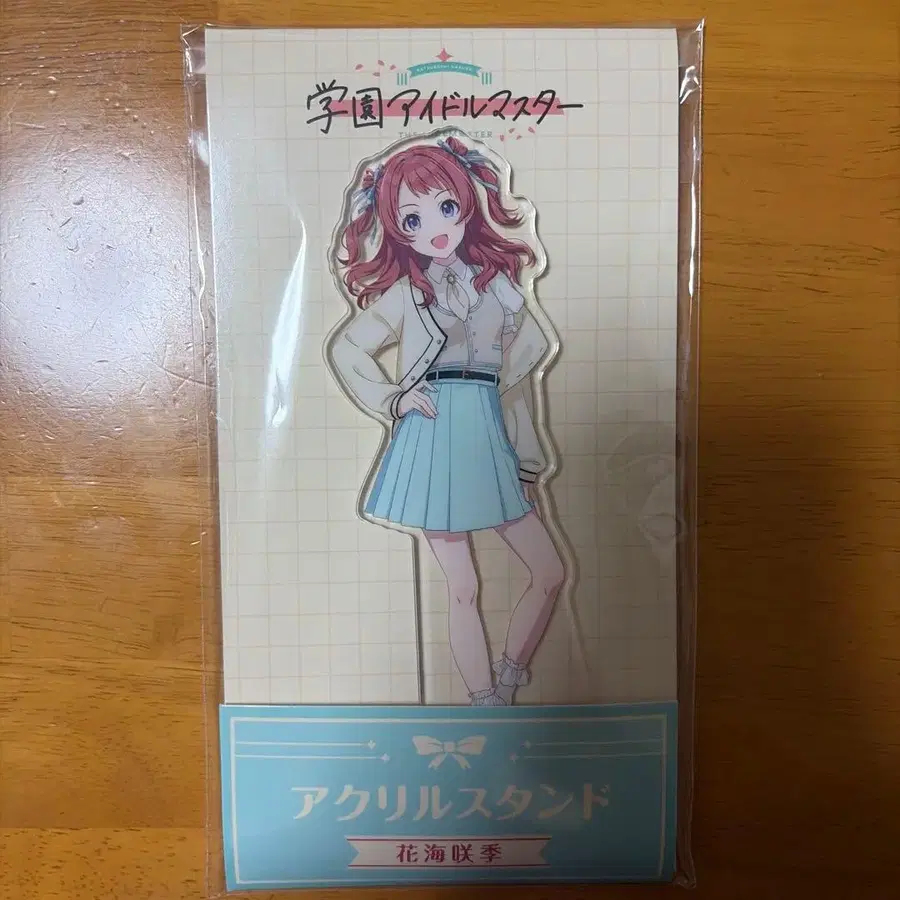 学園アイドルマスター
アクリルスタンド
花海咲季